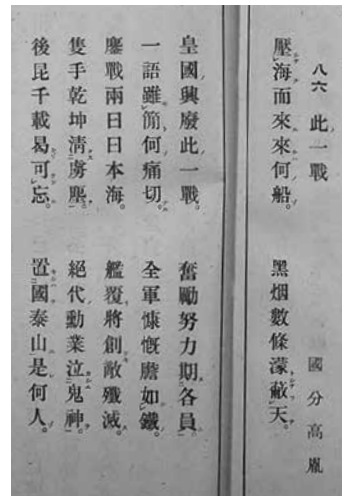 八六 此一戰 國分高胤
壓海而來來何船。 黑烟數條濛蔽天。
皇國興廢此一戰。 奮勵努力期各員。
一語雖簡何痛切。 全軍慷慨膽如鐵。
鏖戰兩日日本海。 艦覆將創敵殲滅。
隻手乾坤清虜塵。 絕代勳業泣鬼神。
後昆千載曷可忘。 置國泰山是何人。